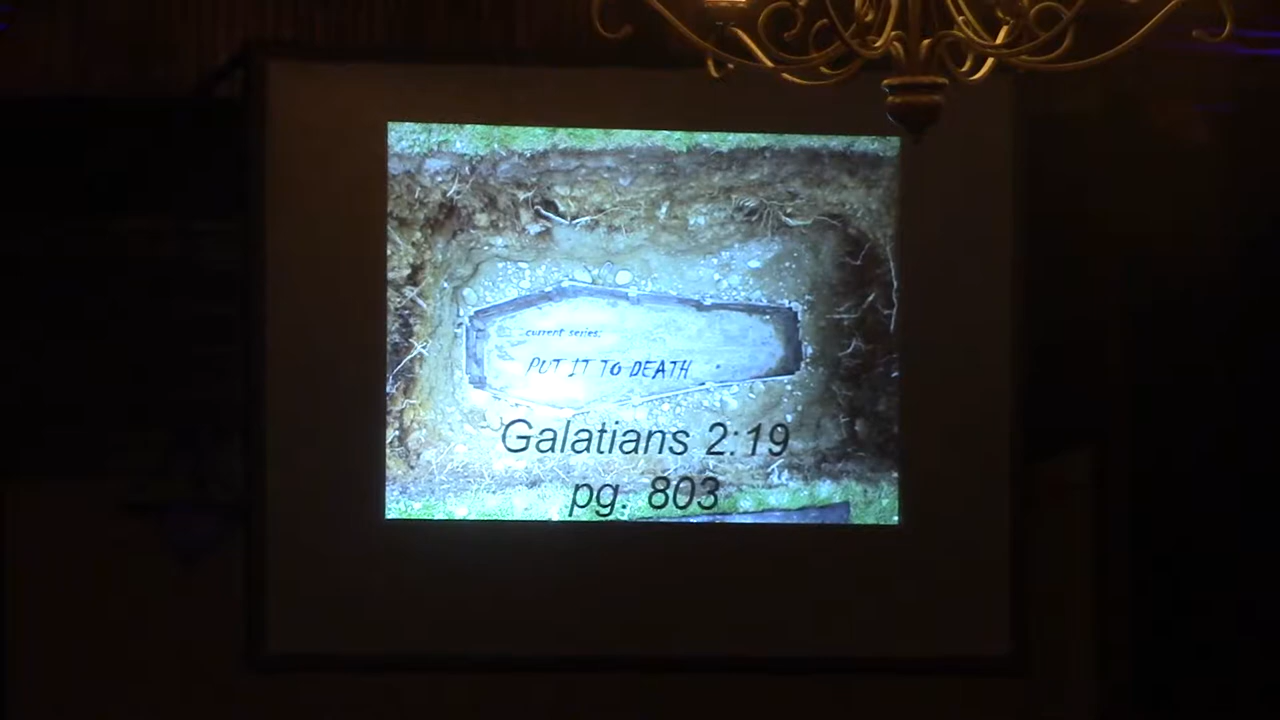 current series:
PUT IT TO DEATH
Galatians 2:19
pg. 803